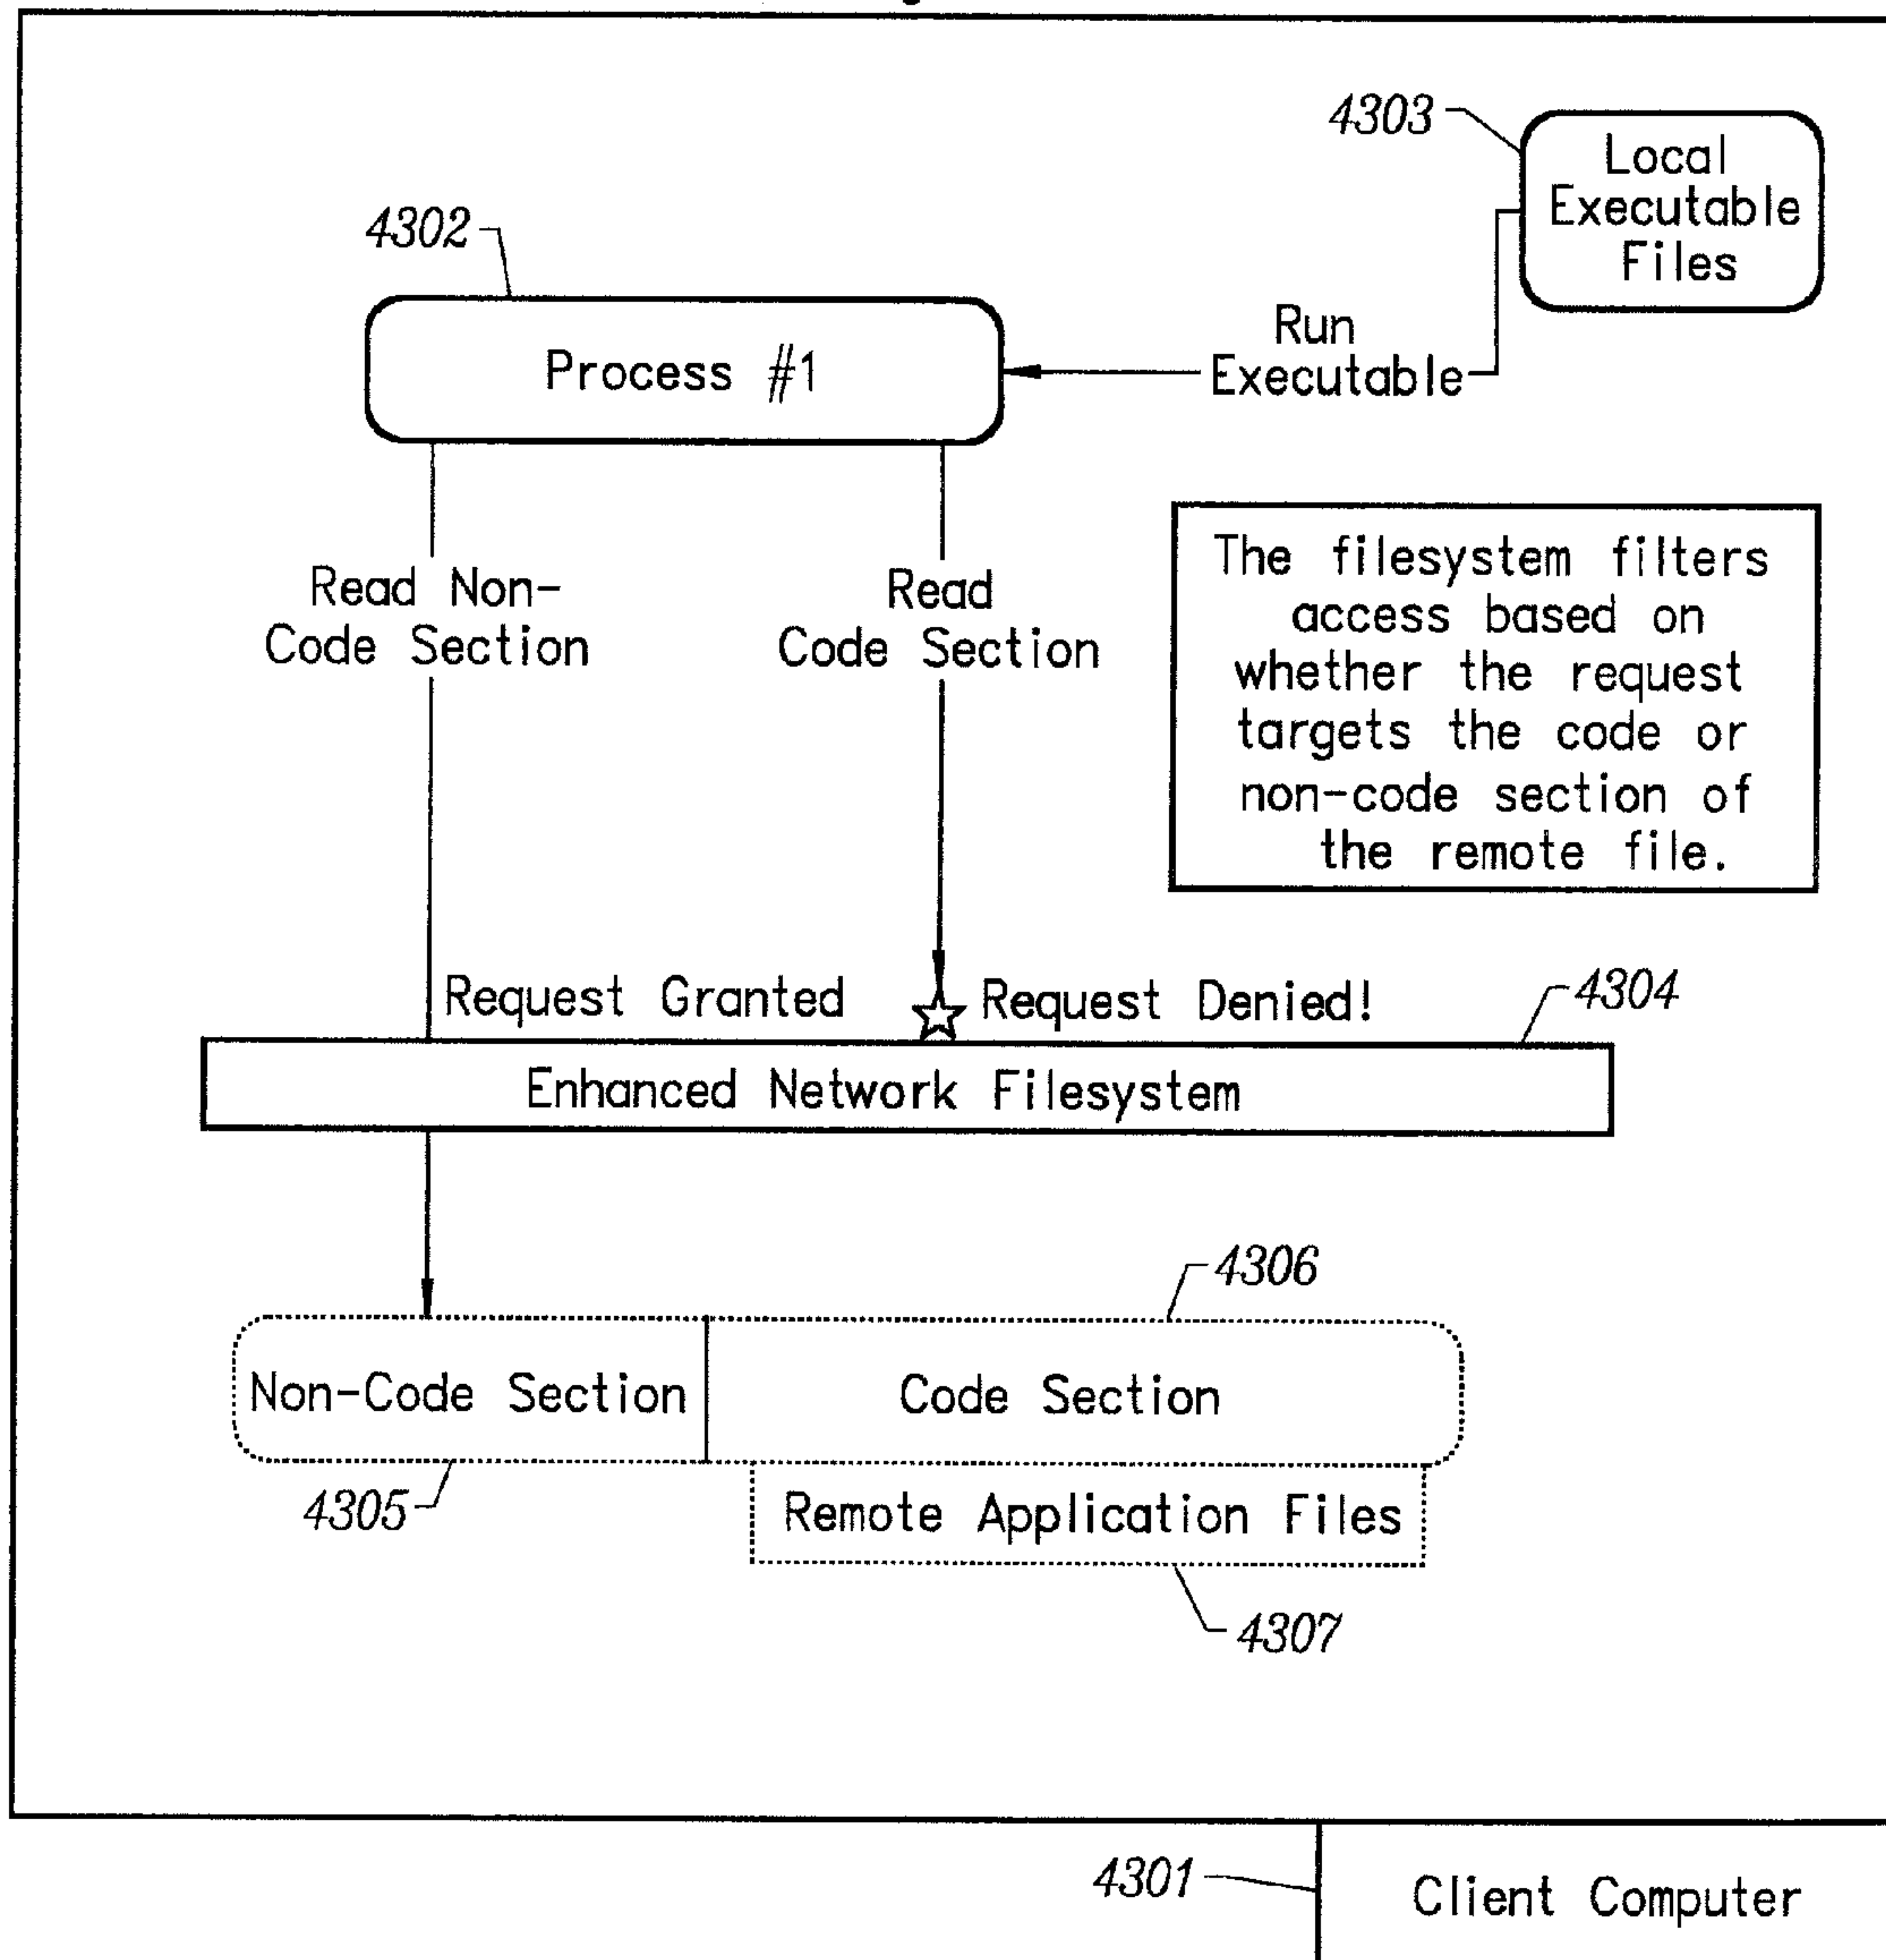 4303
Local
Executable
Files
4302
Run
Executable
Process #1
Read Non-
Code Section
Read
Code Section
The filesystem filters
access based on
whether the request
targets the code or
non-code section of
the remote file.
Request Granted
Request Denied!
4304
Enhanced Network Filesystem
4306
Non-Code Section
Code Section
4305
Remote Application Files
4307
4301
Client Computer